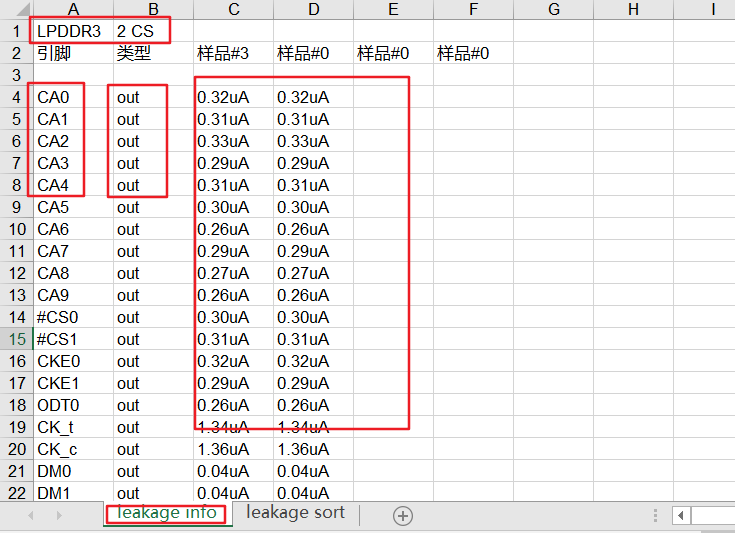 A B C D E F G H I
1 LPDDR3 2 CS
2 引脚 类型 样品#3 样品#0 样品#0 样品#0
3
4 CA0 out 0.32uA 0.32uA
5 CA1 out 0.31uA 0.31uA
6 CA2 out 0.33uA 0.33uA
7 CA3 out 0.29uA 0.29uA
8 CA4 out 0.31uA 0.31uA
9 CA5 out 0.30uA 0.30uA
10 CA6 out 0.26uA 0.26uA
11 CA7 out 0.29uA 0.29uA
12 CA8 out 0.27uA 0.27uA
13 CA9 out 0.26uA 0.26uA
14 #CS0 out 0.30uA 0.30uA
15 #CS1 out 0.31uA 0.31uA
16 CKE0 out 0.32uA 0.32uA
17 CKE1 out 0.29uA 0.29uA
18 ODT0 out 0.26uA 0.26uA
19 CK_t out 1.34uA 1.34uA
20 CK_c out 1.36uA 1.36uA
21 DM0 out 0.04uA 0.04uA
22 DM1 out 0.04uA 0.04uA
leakage info leakage sort